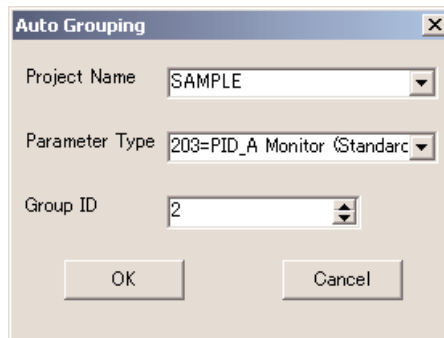 Auto Grouping
Project Name SAMPLE
Parameter Type 203=PID_A Monitor (Standarc
Group ID 2
OK Cancel